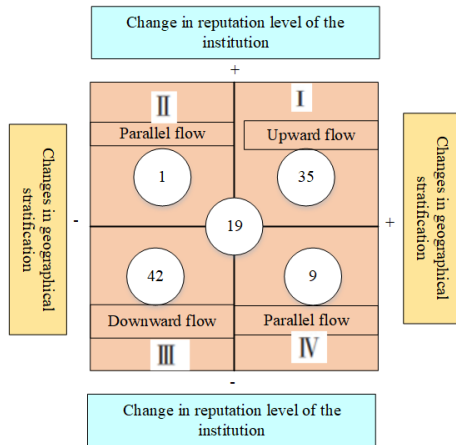 Change in reputation level of the
institution
+
Ⅱ
Ⅰ
Parallel flow
Upward flow
1
35
Changes in geographical
stratification
-
19
+
Changes in geographical
stratification
42
9
Downward flow
Parallel flow
Ⅲ
Ⅳ
-
Change in reputation level of the
institution